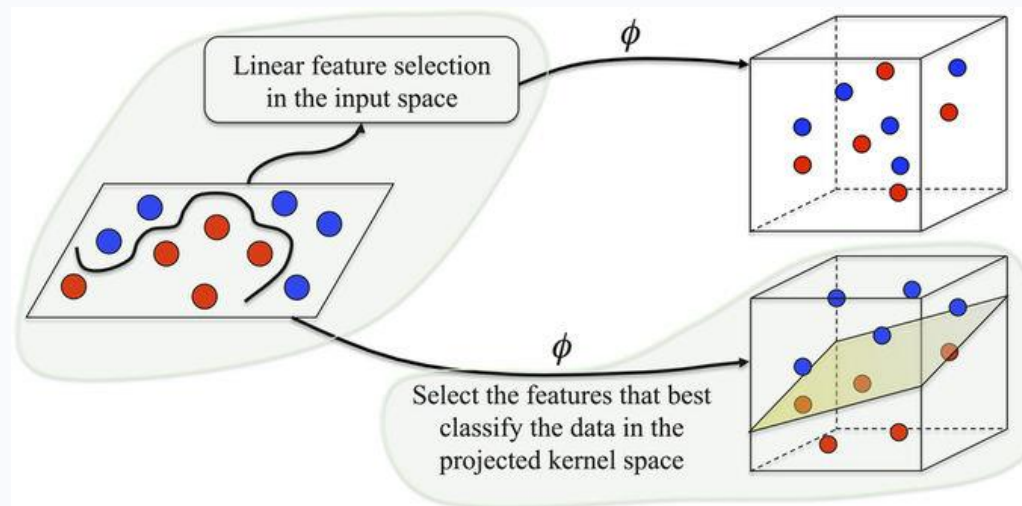 ϕ
Linear feature selection
in the input space
ϕ
Select the features that best
classify the data in the
projected kernel space